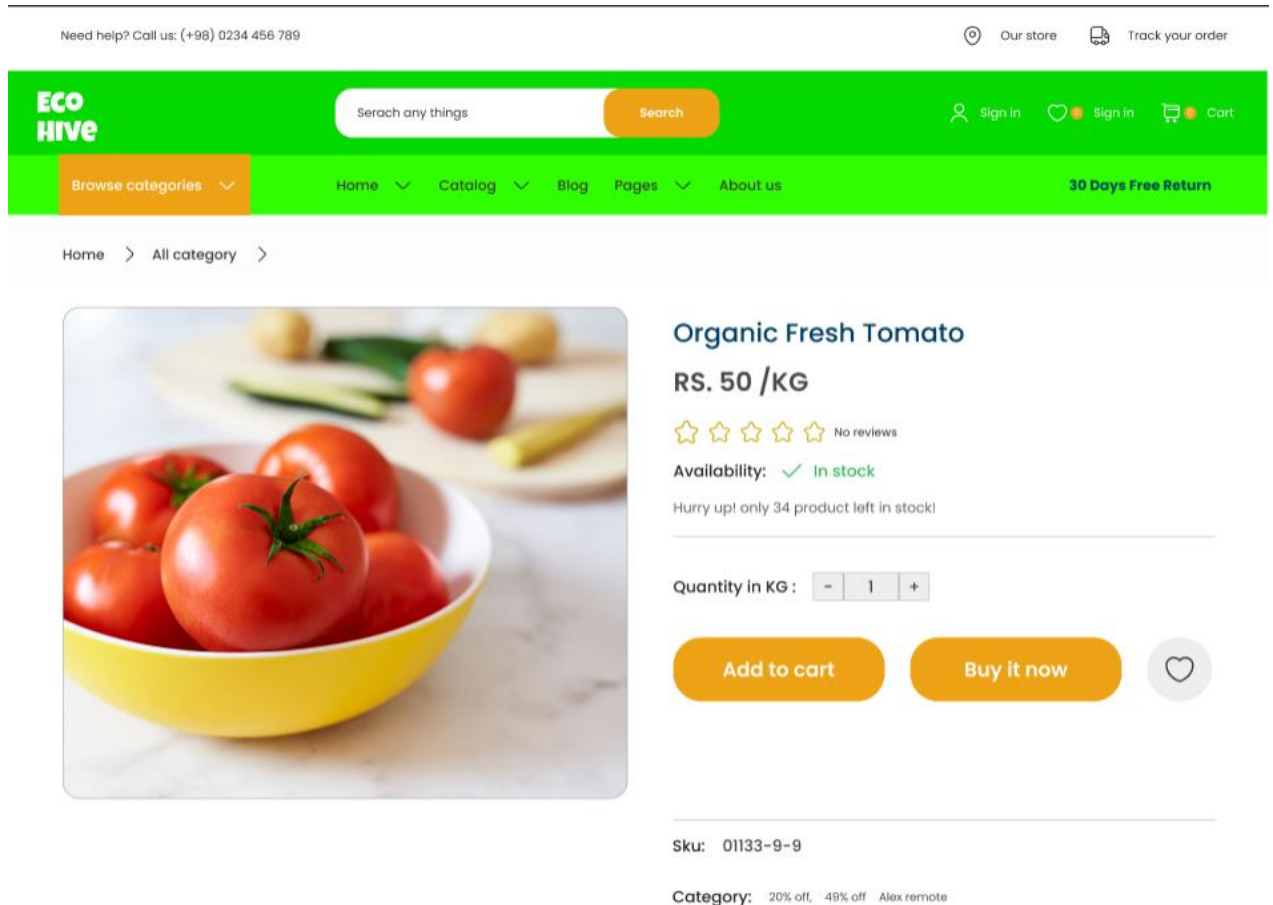 Need help? Call us: (+98) 0234 456 789
Our store
Track your order
ECO
HIVe
Serach any things
Search
Sign in
0
Sign in
0
Cart
Browse categories
Home
Catalog
Blog
Pages
About us
30 Days Free Return
Home
All category
Organic Fresh Tomato
RS. 50 /KG
No reviews
Availability:
In stock
Hurry up! only 34 product left in stock!
Quantity in KG :
- 1 +
Add to cart
Buy it now
Sku: 01133-9-9
Category: 20% off, 49% off Alex remote